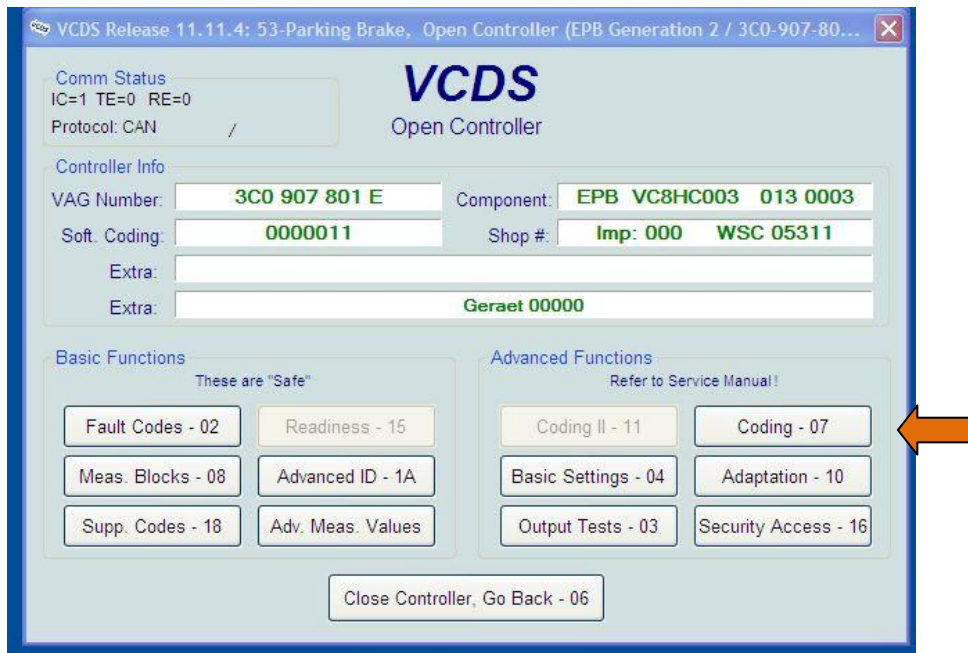 VCDS Release 11.11.4: 53-Parking Brake, Open Controller (EPB Generation 2 / 3C0-907-80...
Comm Status
IC=1 TE=0 RE=0
Protocol: CAN /
VCDS
Open Controller
Controller Info
VAG Number: 3C0 907 801 E Component: EPB VC8HC003 013 0003
Soft. Coding: 0000011 Shop #: Imp: 000 WSC 05311
Extra:
Extra: Geraet 00000
Basic Functions
These are "Safe"
Fault Codes - 02 Readiness - 15
Meas. Blocks - 08 Advanced ID - 1A
Supp. Codes - 18 Adv. Meas. Values
Advanced Functions
Refer to Service Manual!
Coding II - 11 Coding - 07
Basic Settings - 04 Adaptation - 10
Output Tests - 03 Security Access - 16
Close Controller, Go Back - 06